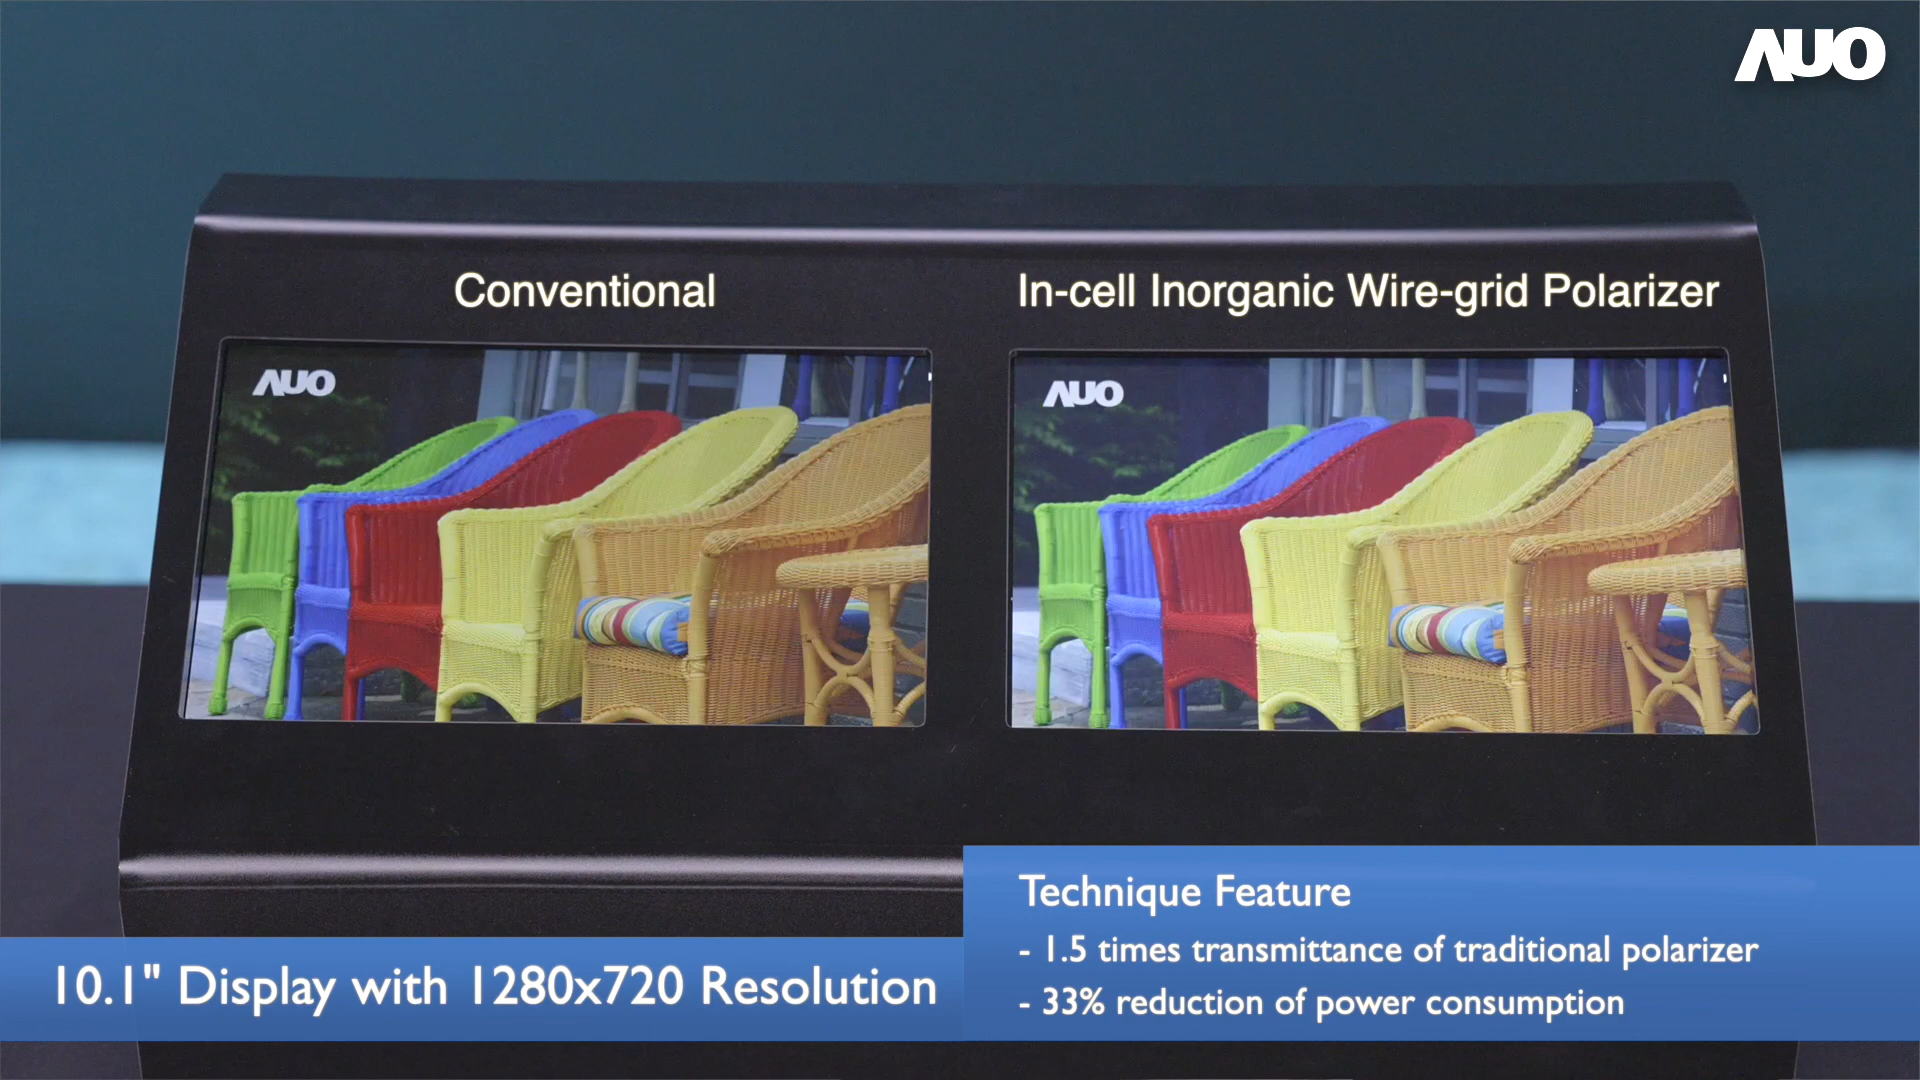 AUO
Conventional
In-cell Inorganic Wire-grid Polarizer
AUO
AUO
Technique Feature
- 1.5 times transmittance of traditional polarizer
- 33% reduction of power consumption
10.1" Display with 1280x720 Resolution